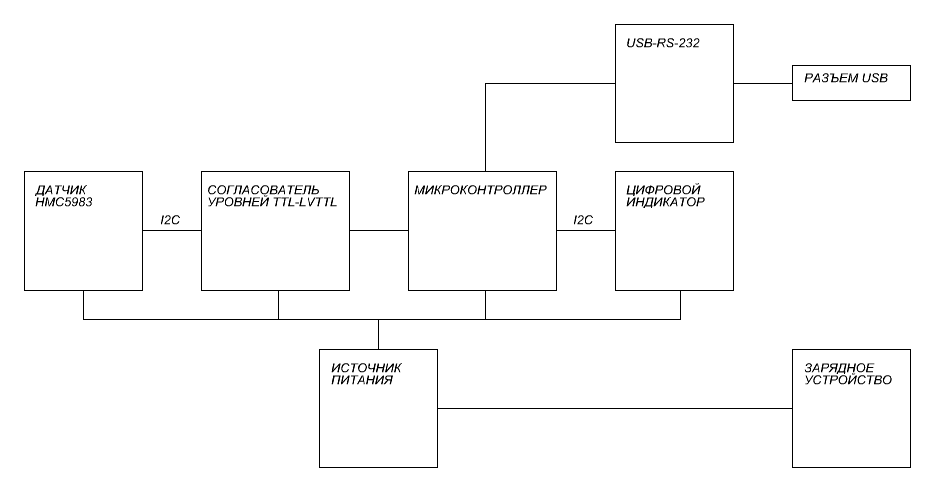 USB-RS-232
РАЗЪЕМ USB
ДАТЧИК
HMC5983
I2C
СОГЛАСОВАТЕЛЬ
УРОВНЕЙ TTL-LVTTL
МИКРОКОНТРОЛЛЕР
I2C
ЦИФРОВОЙ
ИНДИКАТОР
ИСТОЧНИК
ПИТАНИЯ
ЗАРЯДНОЕ
УСТРОЙСТВО